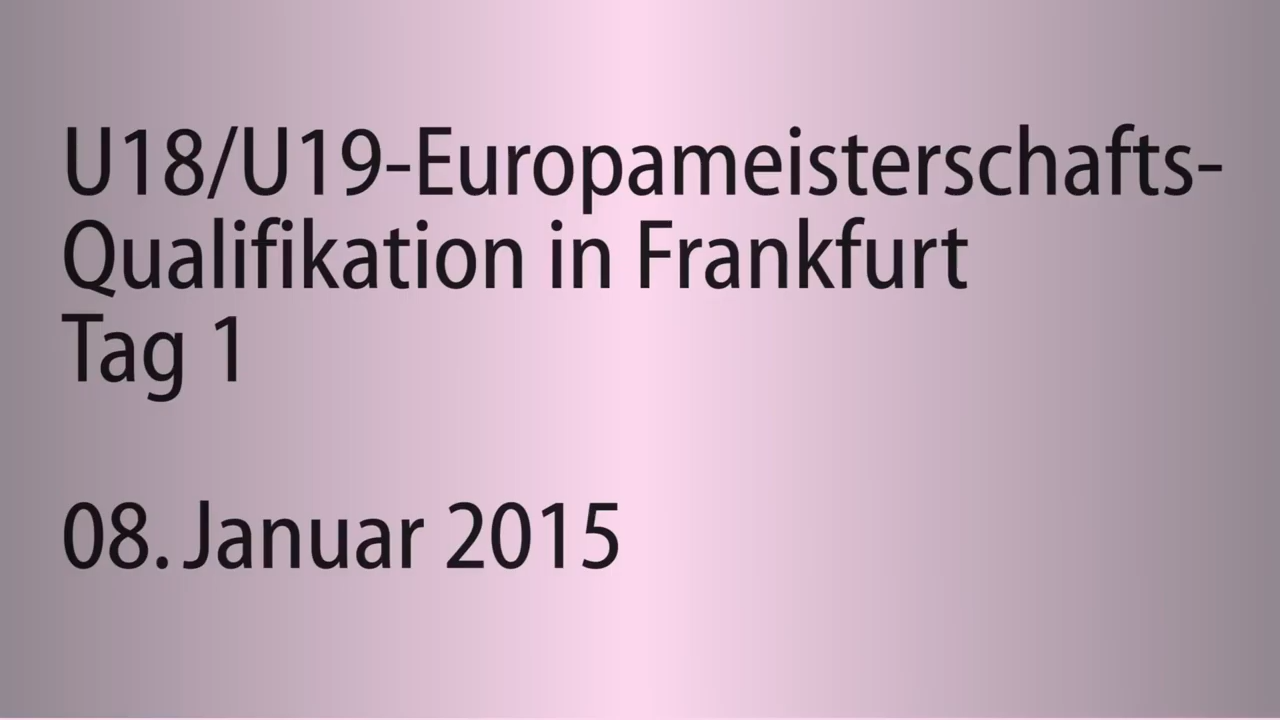 U18/U19-Europameisterschafts-
Qualifikation in Frankfurt
Tag 1
08. Januar 2015